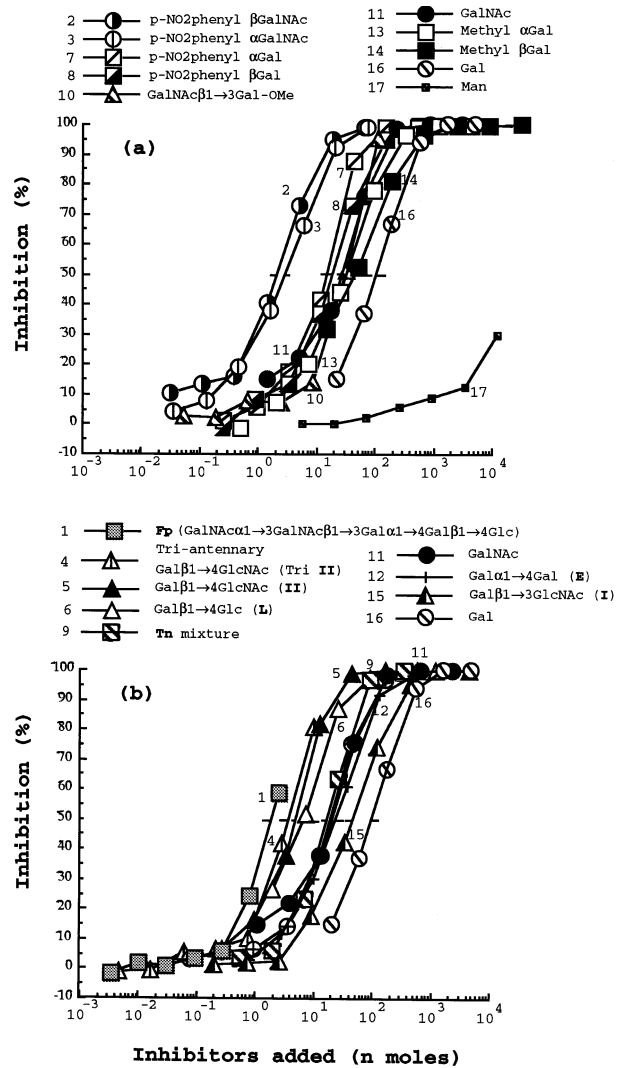 2 p-NO2phenyl βGalNAc
3 p-NO2phenyl αGalNAc
7 p-NO2phenyl αGal
8 p-NO2phenyl βGal
10 GalNAcβ1→3Gal-OMe
11 GalNAc
13 Methyl αGal
14 Methyl βGal
16 Gal
17 Man
(a)
Inhibition (%)
100
90
80
70
60
50
40
30
20
10
0
-10
2
3
7
8
14
16
11
13
10
17
10⁻³ 10⁻² 10⁻¹ 10⁰ 10¹ 10² 10³ 10⁴
1 Fp (GalNAcα1→3GalNAcβ1→3Galα1→4Galβ1→4Glc)
4 Tri-antennary
Galβ1→4GlcNAc (Tri II)
5 Galβ1→4GlcNAc (II)
6 Galβ1→4Glc (L)
9 Tn mixture
11 GalNAc
12 Galα1→4Gal (E)
15 Galβ1→3GlcNAc (I)
16 Gal
(b)
Inhibition (%)
100
90
80
70
60
50
40
30
20
10
0
-10
5
9
11
6
12
16
1
4
15
10⁻³ 10⁻² 10⁻¹ 10⁰ 10¹ 10² 10³ 10⁴
Inhibitors added (n moles)